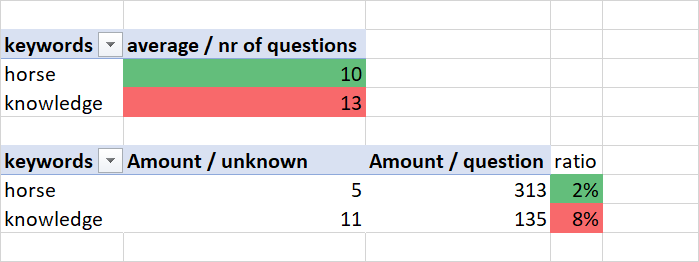 keywords average / nr of questions
horse 10
knowledge 13
keywords Amount / unknown Amount / question ratio
horse 5 313 2%
knowledge 11 135 8%